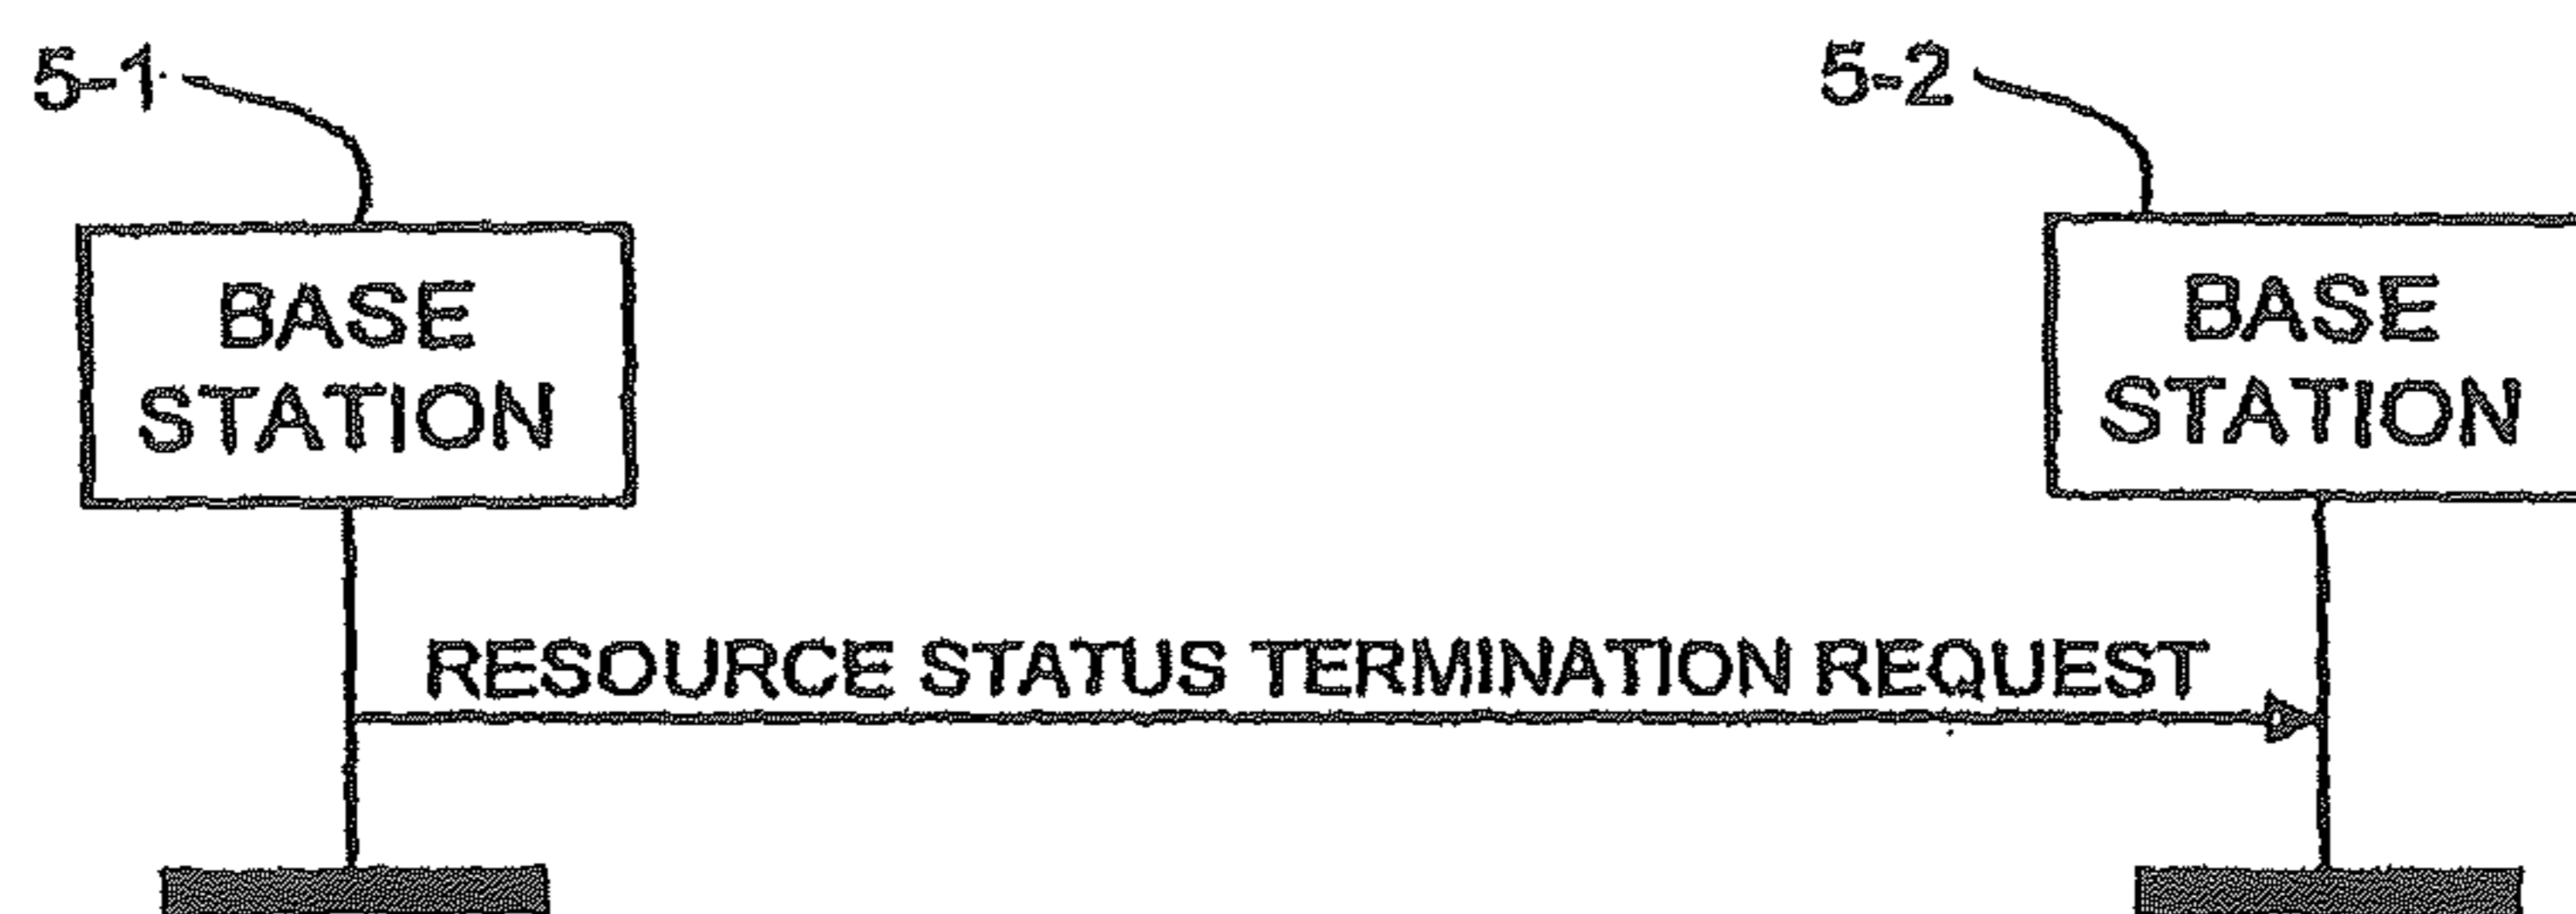 5-1
5-2
BASE
STATION
BASE
STATION
RESOURCE STATUS TERMINATION REQUEST